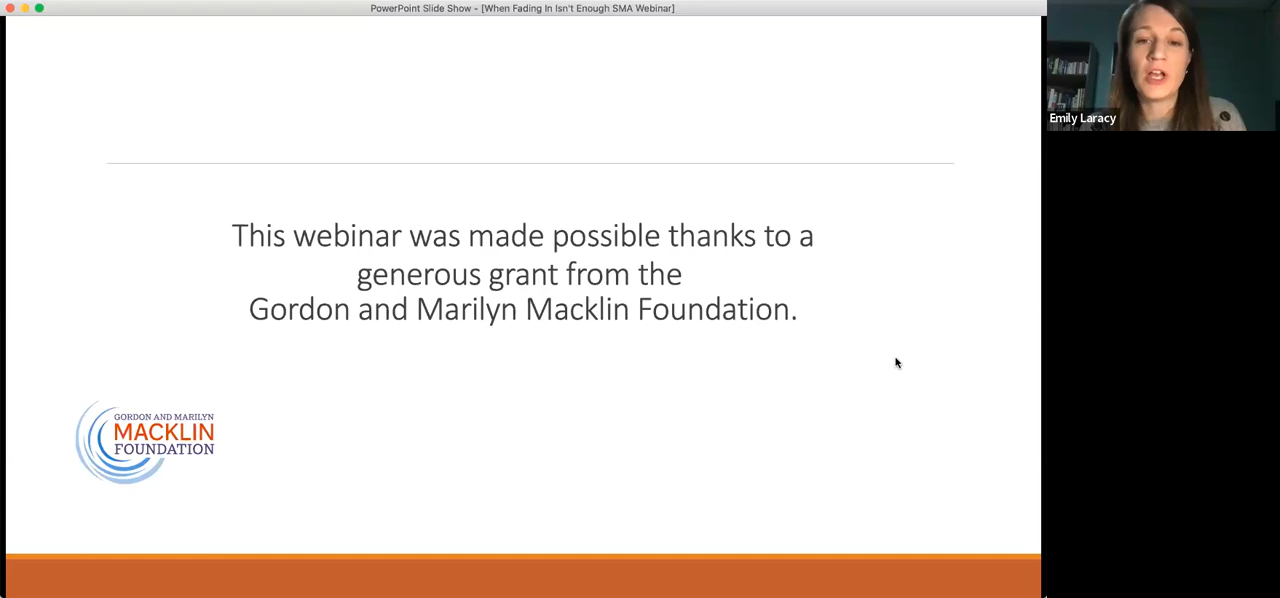 PowerPoint Slide Show - [When Fading In Isn't Enough SMA Webinar]
Emily Laracy
This webinar was made possible thanks to a
generous grant from the
Gordon and Marilyn Macklin Foundation.
GORDON AND MARILYN
MACKLIN
FOUNDATION